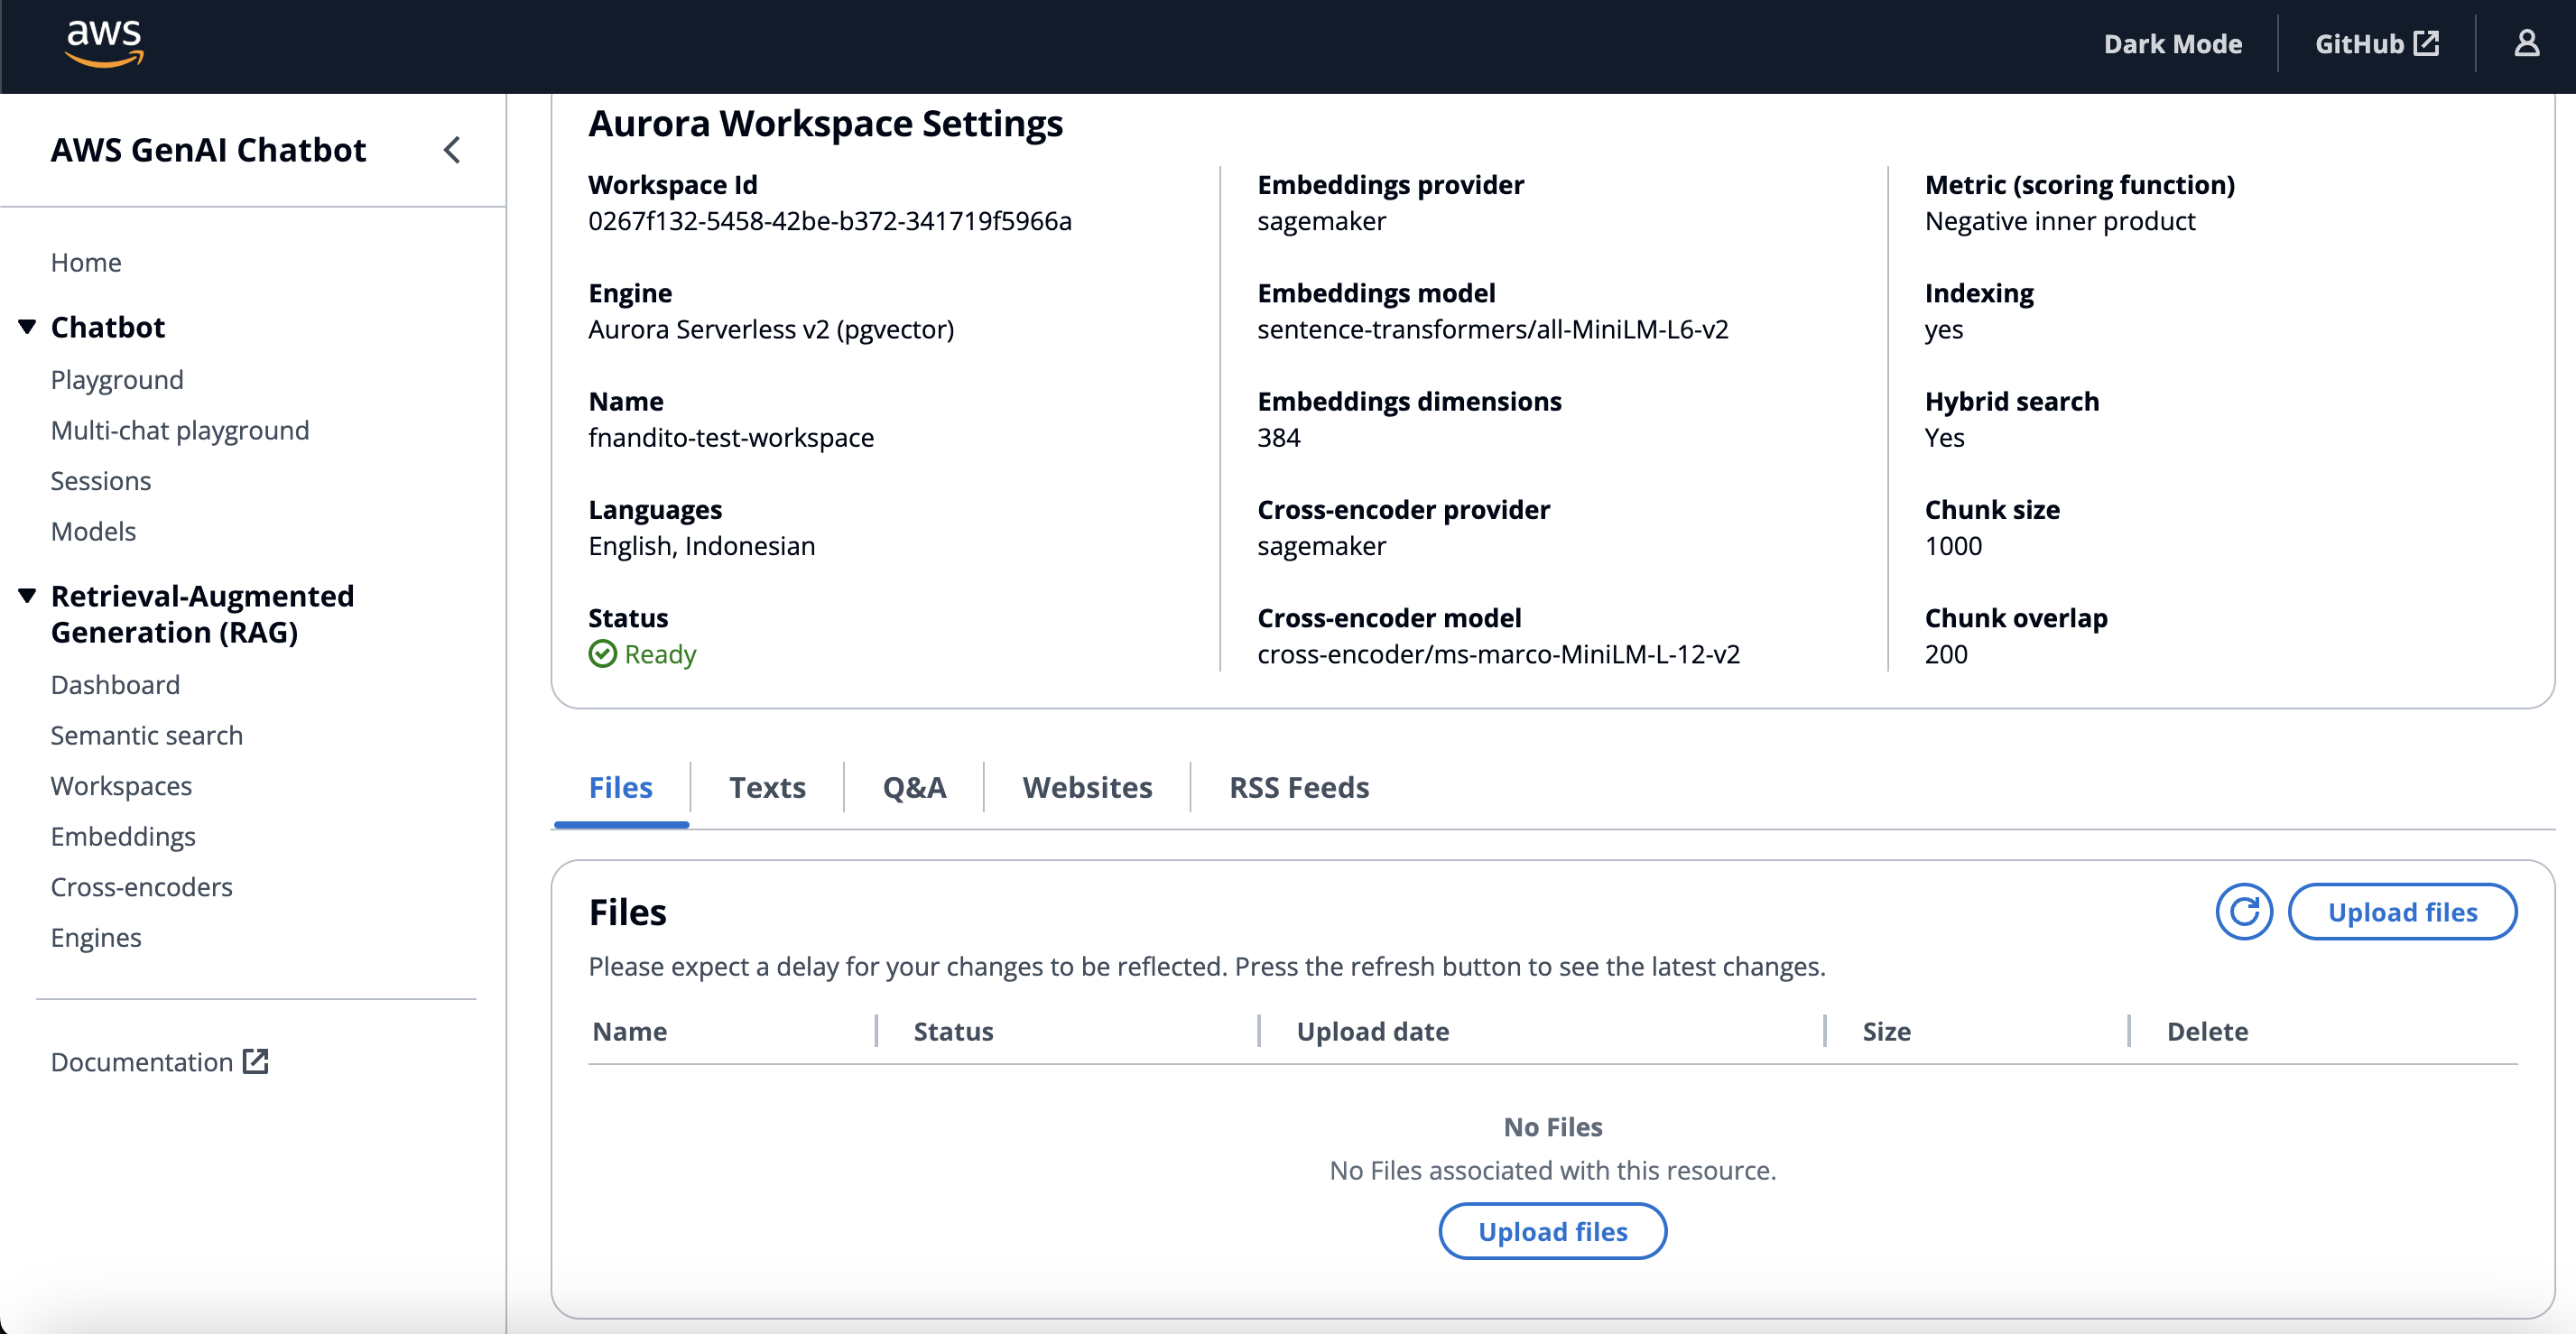 aws
Dark Mode
GitHub
AWS GenAI Chatbot
Home
Chatbot
Playground
Multi-chat playground
Sessions
Models
Retrieval-Augmented
Generation (RAG)
Dashboard
Semantic search
Workspaces
Embeddings
Cross-encoders
Engines
Documentation
Aurora Workspace Settings
Workspace Id
0267f132-5458-42be-b372-341719f5966a
Engine
Aurora Serverless v2 (pgvector)
Name
fnandito-test-workspace
Languages
English, Indonesian
Status
Ready
Embeddings provider
sagemaker
Embeddings model
sentence-transformers/all-MiniLM-L6-v2
Embeddings dimensions
384
Cross-encoder provider
sagemaker
Cross-encoder model
cross-encoder/ms-marco-MiniLM-L-12-v2
Metric (scoring function)
Negative inner product
Indexing
yes
Hybrid search
Yes
Chunk size
1000
Chunk overlap
200
Files
Texts
Q&A
Websites
RSS Feeds
Files
Upload files
Please expect a delay for your changes to be reflected. Press the refresh button to see the latest changes.
Name
Status
Upload date
Size
Delete
No Files
No Files associated with this resource.
Upload files